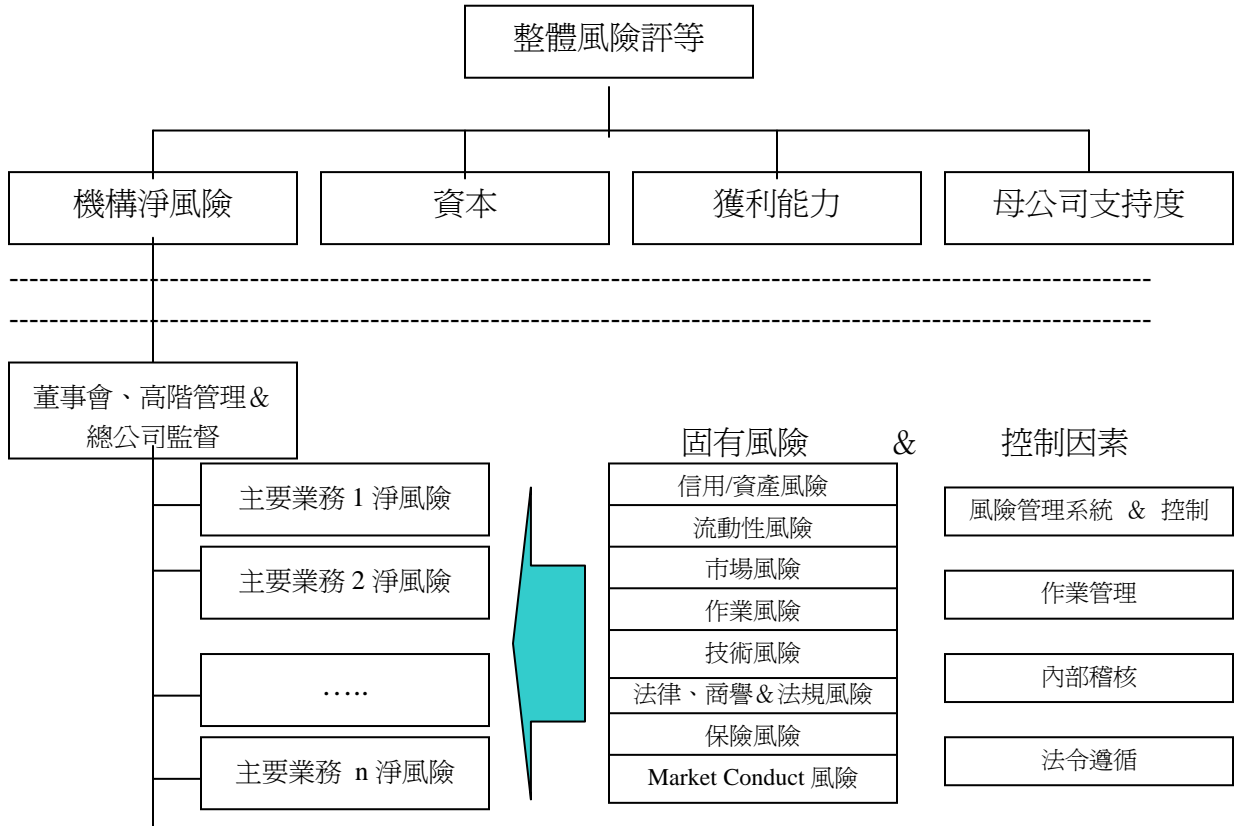 整體風險評等
機構淨風險
資本
獲利能力
母公司支持度
董事會、高階管理&
總公司監督
主要業務 1 淨風險
主要業務 2 淨風險
…..
主要業務 n 淨風險
固有風險 & 控制因素
信用/資產風險
流動性風險
市場風險
作業風險
技術風險
法律、商譽&法規風險
保險風險
Market Conduct 風險
風險管理系統 & 控制
作業管理
內部稽核
法令遵循